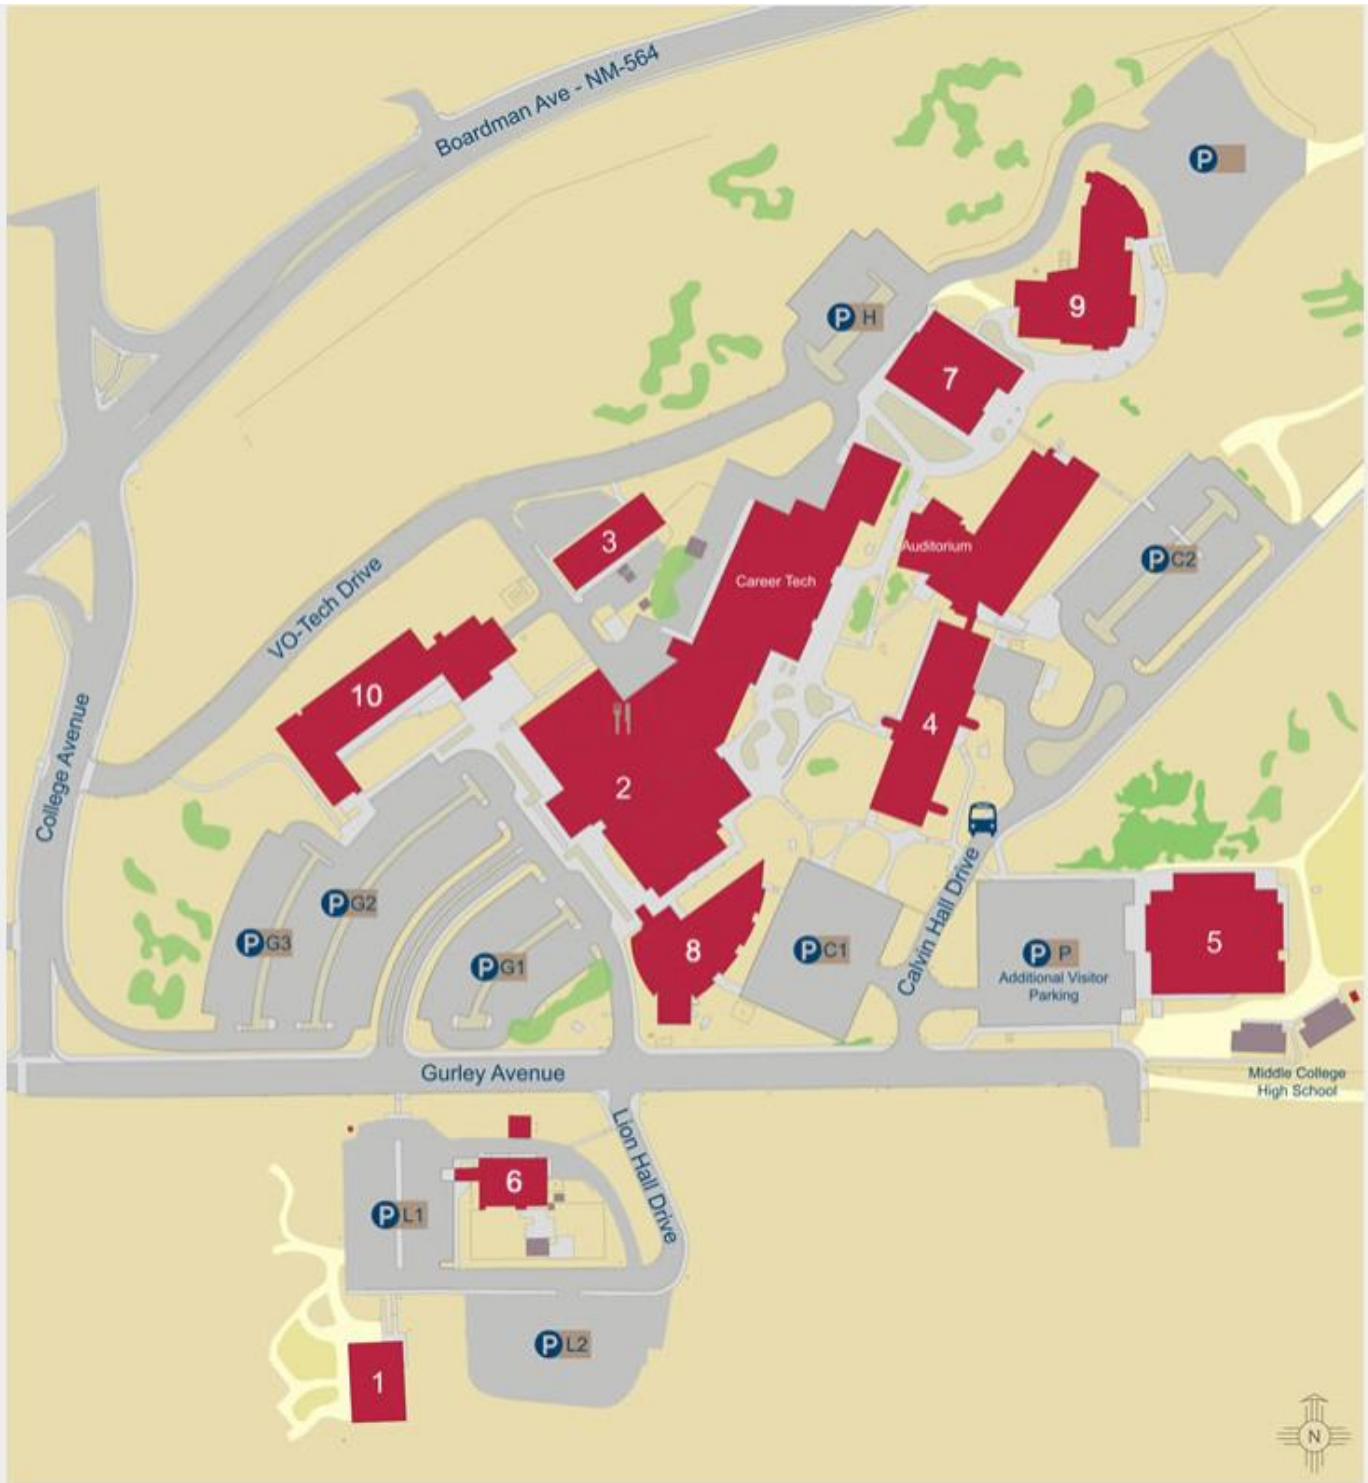 Boardman Ave - NM-564
P
P H
9
7
3
Auditorium
P C2
Career Tech
VO-Tech Drive
10
4
College Avenue
2
P G2
P G3
8
P C1
Calvin Hall Drive
P P
Additional Visitor
Parking
5
P G1
Gurley Avenue
Middle College
High School
Lion Hall Drive
6
P L1
P L2
1
N